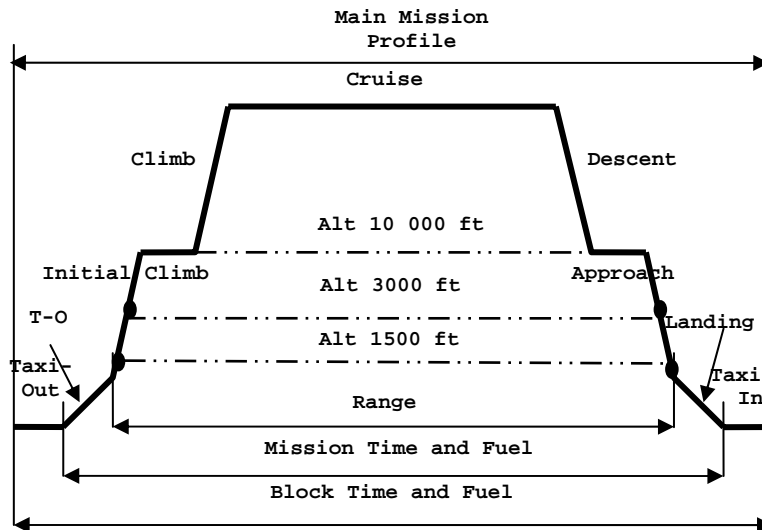 Main Mission
Profile
Cruise
Climb
Descent
Alt 10 000 ft
Initial Climb
Approach
Alt 3000 ft
T-O
Landing
Alt 1500 ft
Taxi-
Out
Taxi
In
Range
Mission Time and Fuel
Block Time and Fuel